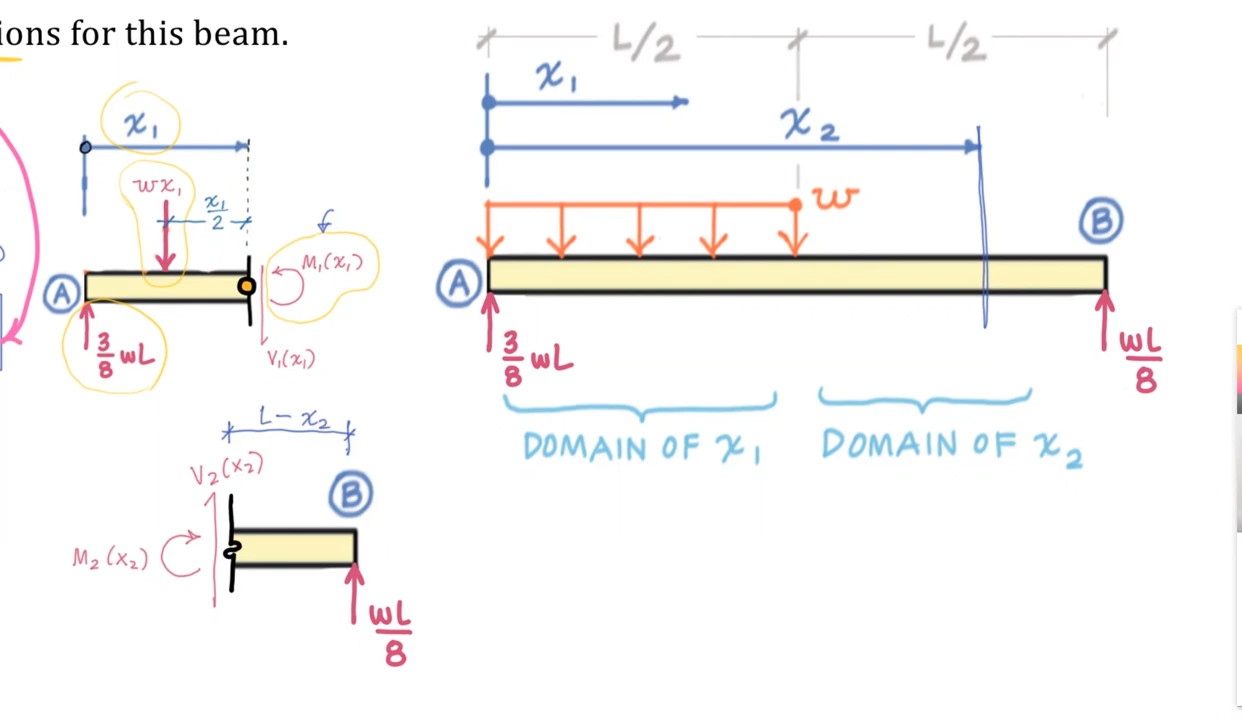 ions for this beam.
x₁
wx₁
x₁/2
M₁(x₁)
A
3/8 wL
V₁(x₁)
L - x₂
V₂(x₂)
B
M₂(x₂)
wL/8
L/2
L/2
x₁
x₂
w
B
A
3/8 wL
wL/8
DOMAIN OF x₁
DOMAIN OF x₂